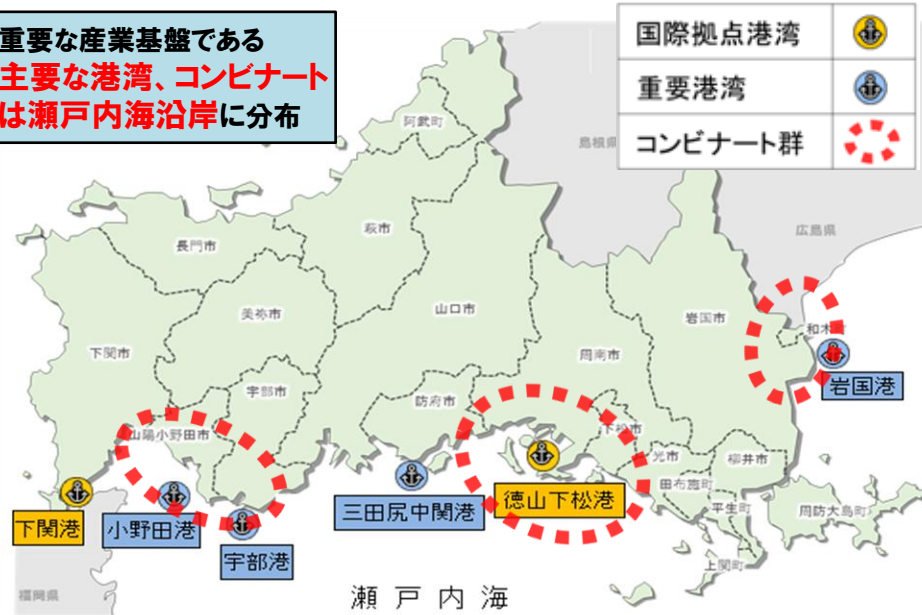 重要な産業基盤である
主要な港湾、コンビナート
は瀬戸内海沿岸に分布
国際拠点港湾
重要港湾
コンビナート群
阿武町
島根県
広島県
萩市
長門市
山口市
美祢市
岩国市
和木町
下関市
周南市
岩国港
宇部市
防府市
山陽小野田市
下松市
光市
柳井市
田布施町
下関港
小野田港
宇部港
三田尻中関港
徳山下松港
平生町
周防大島町
上関町
福岡県
瀬戸内海